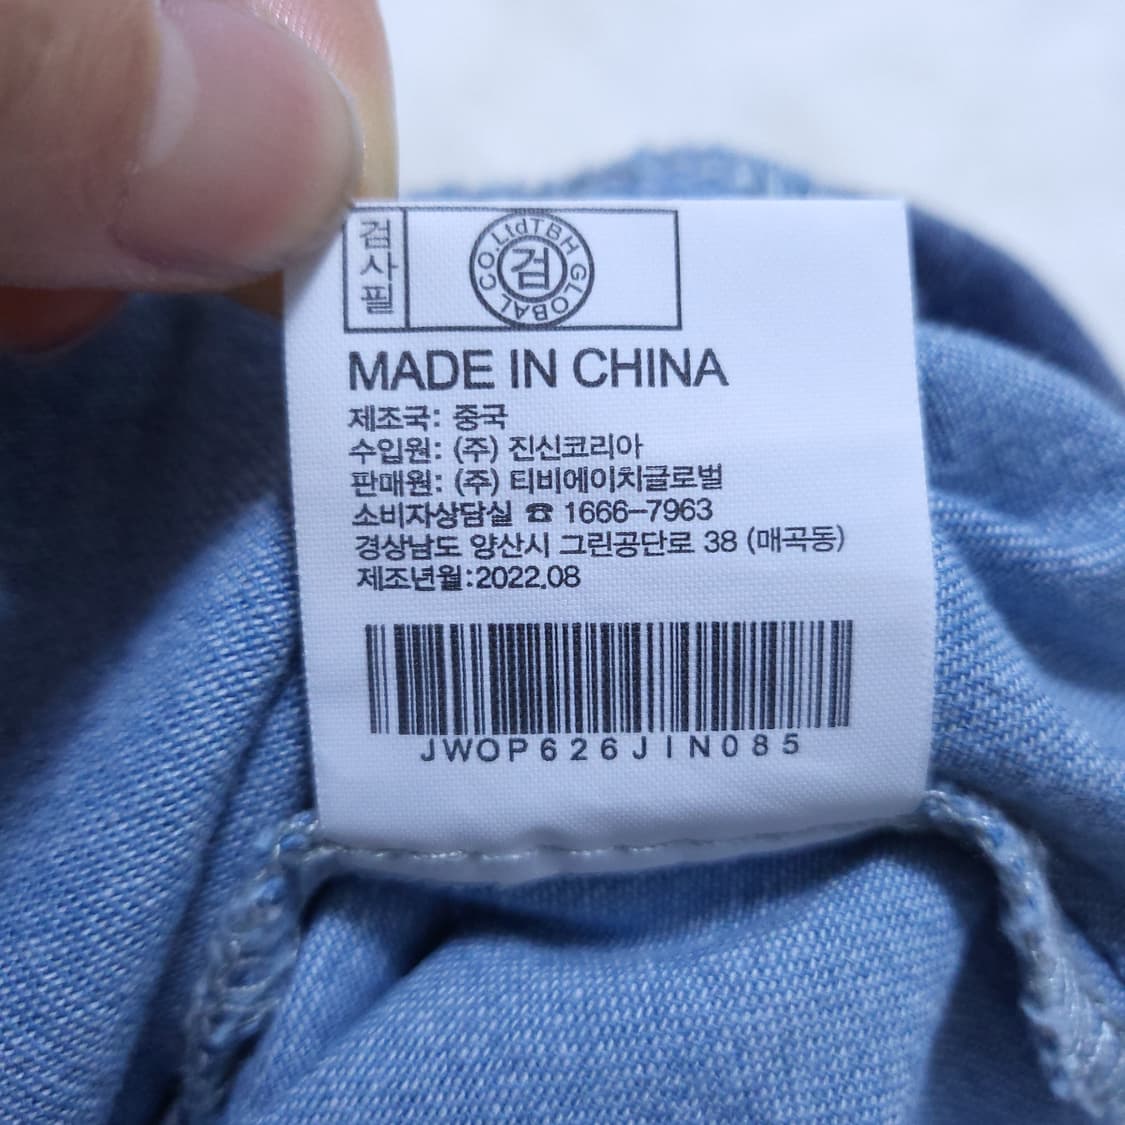 검사필
TBH GLOBAL CO.,Ltd
검
MADE IN CHINA
제조국: 중국
수입원: (주) 진신코리아
판매원: (주) 티비에이치글로벌
소비자상담실 ☎ 1666-7963
경상남도 양산시 그린공단로 38 (매곡동)
제조년월:2022.08
JWOP626JIN085